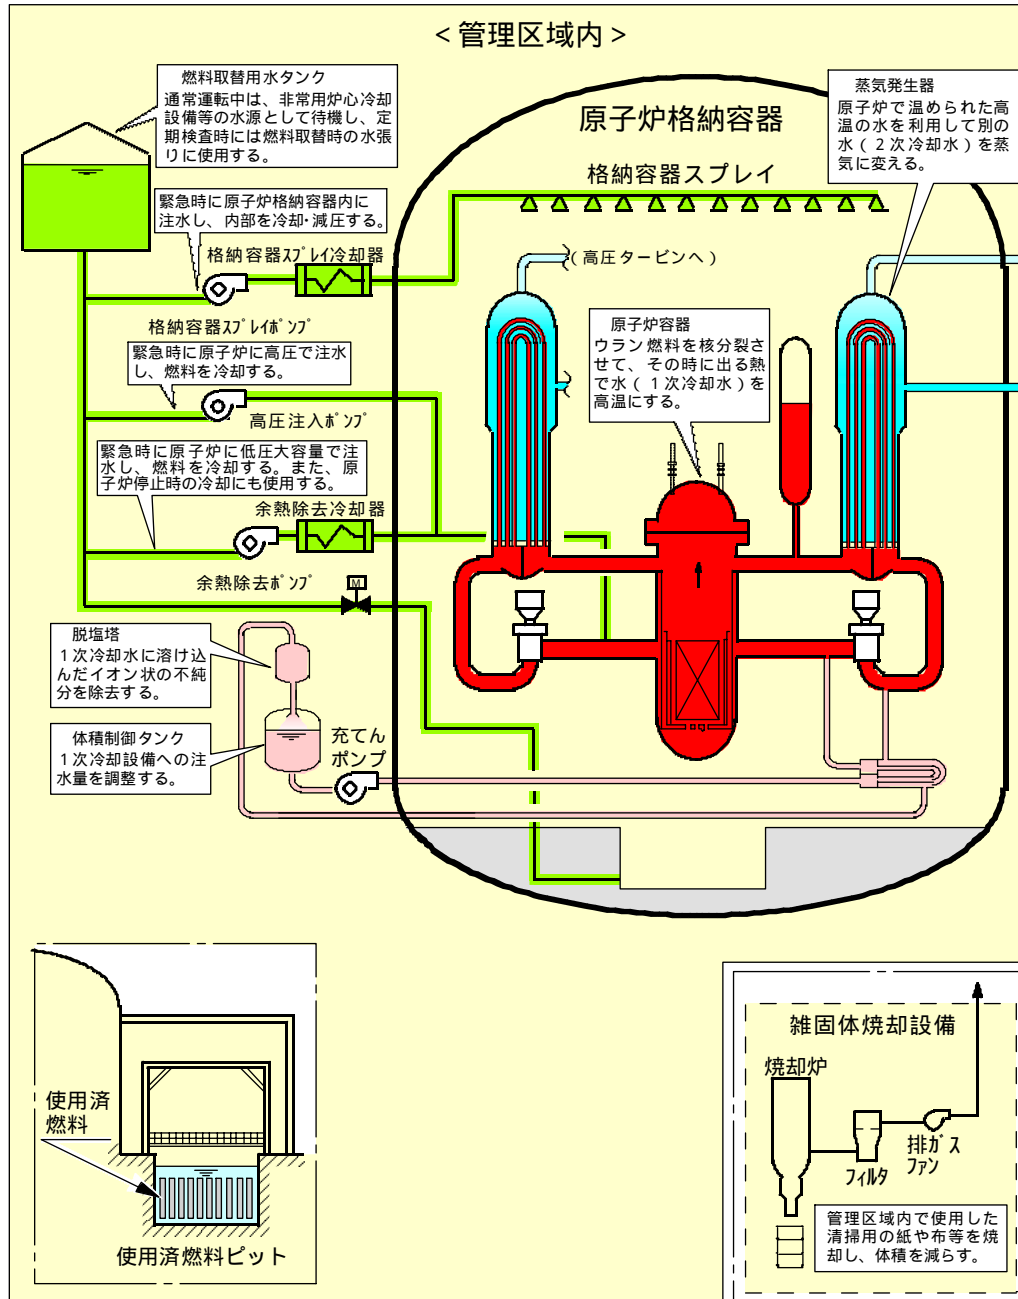 ＜管理区域内＞
燃料取替用水タンク
通常運転中は、非常用炉心冷却
設備等の水源として待機し、定
期検査時には燃料取替時の水張
りに使用する。
蒸気発生器
原子炉で温められた高
温の水を利用して別の
水（２次冷却水）を蒸
気に変える。
原子炉格納容器
格納容器スプレイ
緊急時に原子炉格納容器内に
注水し、内部を冷却・減圧する。
格納容器ｽﾌﾟﾚｲ冷却器
（高圧タービンへ）
格納容器ｽﾌﾟﾚｲﾎﾟﾝﾌﾟ
緊急時に原子炉に高圧で注水
し、燃料を冷却する。
高圧注入ﾎﾟﾝﾌﾟ
原子炉容器
ウラン燃料を核分裂さ
せて、その時に出る熱
で水（１次冷却水）を
高温にする。
緊急時に原子炉に低圧大容量で注
水し、燃料を冷却する。また、原
子炉停止時の冷却にも使用する。
余熱除去冷却器
余熱除去ﾎﾟﾝﾌﾟ
M
脱塩塔
１次冷却水に溶け込
んだイオン状の不純
分を除去する。
体積制御タンク
１次冷却設備への注
水量を調整する。
充てん
ポンプ
使用済
燃料
使用済燃料ピット
雑固体焼却設備
焼却炉
ﾌｨﾙﾀ
排ｶﾞｽ
ﾌｧﾝ
管理区域内で使用した
清掃用の紙や布等を焼
却し、体積を減らす。